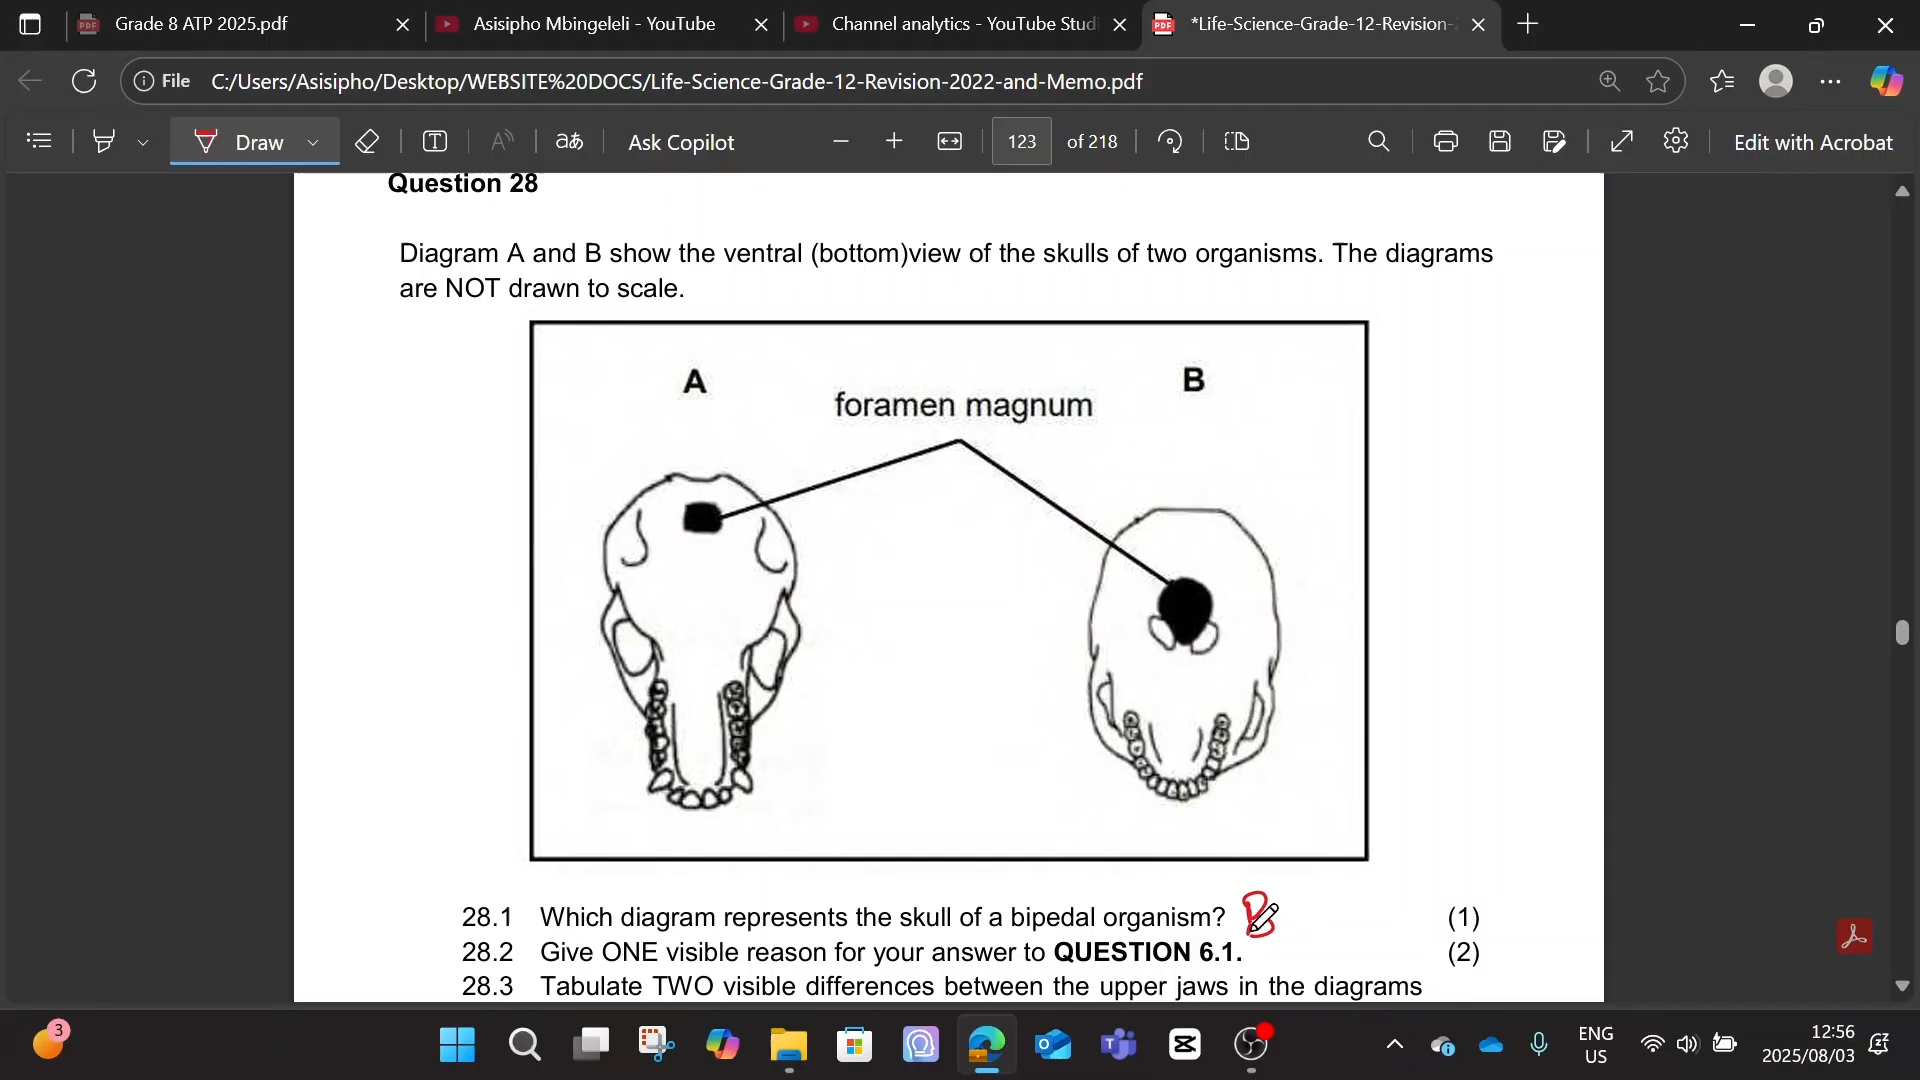 Grade 8 ATP 2025.pdf
Asisipho Mbingeleli - YouTube
Channel analytics - YouTube Studi
*Life-Science-Grade-12-Revision-2
File
C:/Users/Asisipho/Desktop/WEBSITE%20DOCS/Life-Science-Grade-12-Revision-2022-and-Memo.pdf
Draw
T
A
aあ
Ask Copilot
123
of 218
Edit with Acrobat
Question 28
Diagram A and B show the ventral (bottom)view of the skulls of two organisms. The diagrams
are NOT drawn to scale.
A
B
foramen magnum
28.1 Which diagram represents the skull of a bipedal organism? B (1)
28.2 Give ONE visible reason for your answer to QUESTION 6.1. (2)
28.3 Tabulate TWO visible differences between the upper jaws in the diagrams
3
ENG
US
12:56
2025/08/03